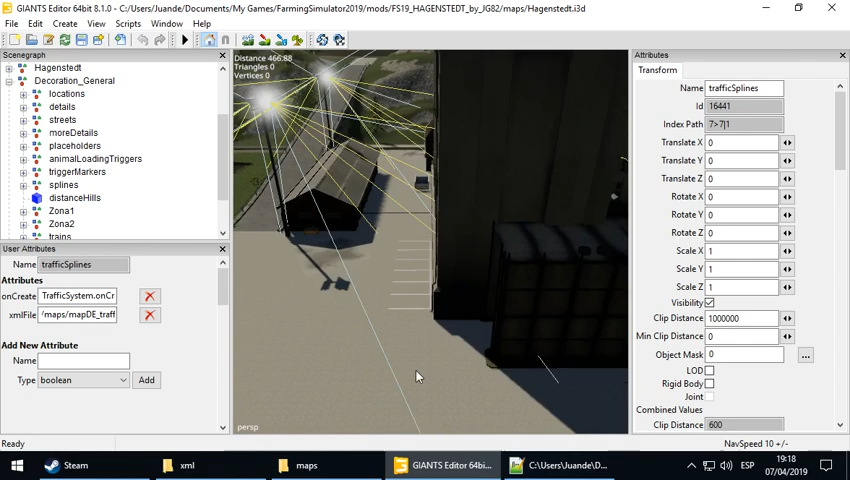 GIANTS Editor 64bit 8.1.0 - C:/Users/Juande/Documents/My Games/FarmingSimulator2019/mods/FS19_HAGENSTEDT_by_JG82/maps/Hagenstedt.i3d
File Edit Create View Scripts Window Help
Scenegraph
Hagenstedt
Decoration_General
locations
details
streets
moreDetails
placeholders
animalLoadingTriggers
triggerMarkers
splines
distanceHills
Zona1
Zona2
trains
User Attributes
Name trafficSplines
Attributes
onCreate TrafficSystem.onCr
xmlFile /maps/mapDE_traff
Add New Attribute
Name
Type boolean Add
Distance 466.88
Triangles 0
Vertices 0
persp
Attributes
Transform
Name trafficSplines
Id 16441
Index Path 7>7|1
Translate X 0
Translate Y 0
Translate Z 0
Rotate X 0
Rotate Y 0
Rotate Z 0
Scale X 1
Scale Y 1
Scale Z 1
Visibility
Clip Distance 1000000
Min Clip Distance 0
Object Mask 0 ...
LOD
Rigid Body
Joint
Combined Values
Clip Distance 600
Ready
NavSpeed 10 +/-
Steam xml maps GIANTS Editor 64bit... C:\Users\Juande\D... ESP 19:18
07/04/2019